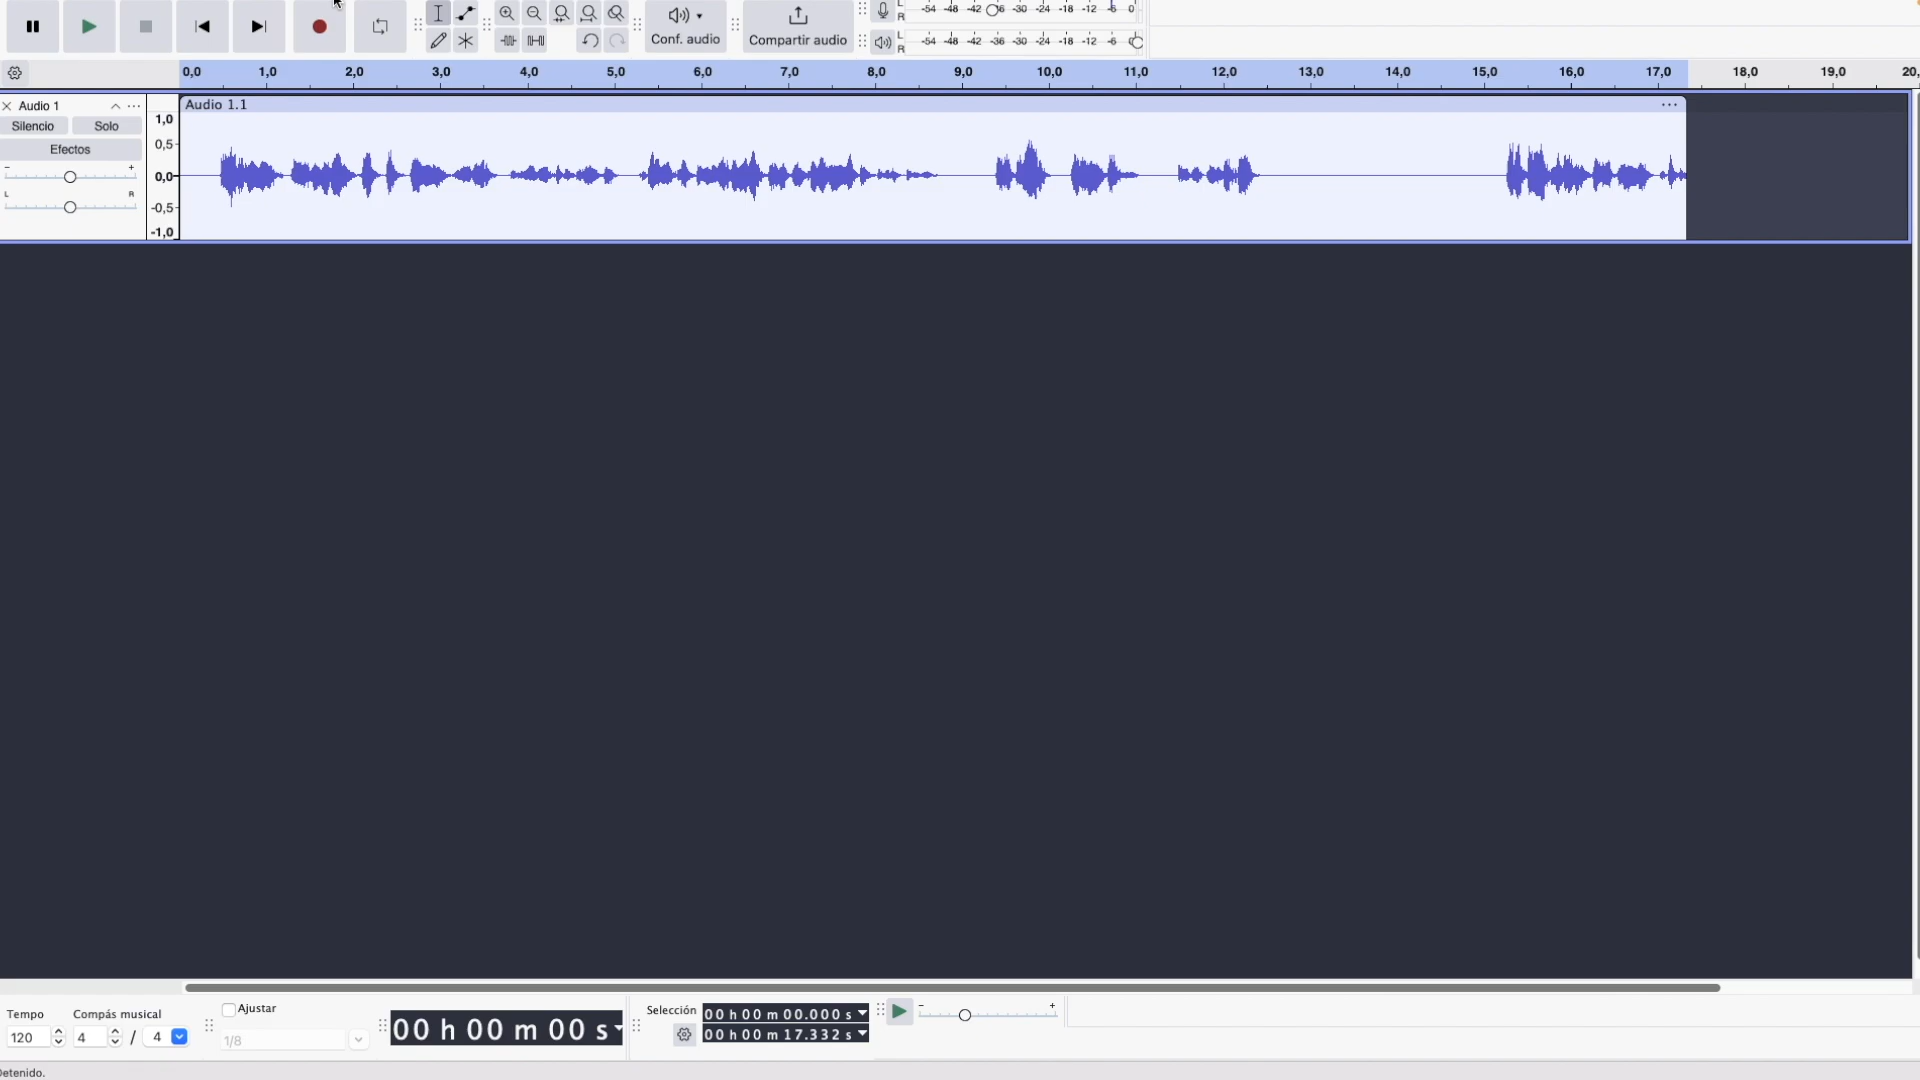 Conf. audio
Compartir audio
L
R
-54 -48 -42 -36 -30 -24 -18 -12 -6 0
L
R
-54 -48 -42 -36 -30 -24 -18 -12 -6 0
0,0 1,0 2,0 3,0 4,0 5,0 6,0 7,0 8,0 9,0 10,0 11,0 12,0 13,0 14,0 15,0 16,0 17,0 18,0 19,0 20,
Audio 1
Audio 1.1
Silencio
Solo
Efectos
- +
L R
1,0
0,5
0,0
-0,5
-1,0
Tempo
120
Compás musical
4 / 4
Ajustar
1/8
00 h 00 m 00 s
Selección
00 h 00 m 00.000 s
00 h 00 m 17.332 s
- +
Detenido.